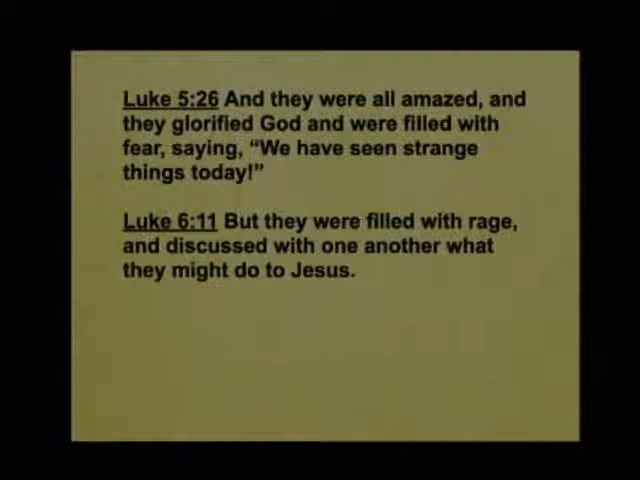 Luke 5:26 And they were all amazed, and
they glorified God and were filled with
fear, saying, “We have seen strange
things today!”
Luke 6:11 But they were filled with rage,
and discussed with one another what
they might do to Jesus.